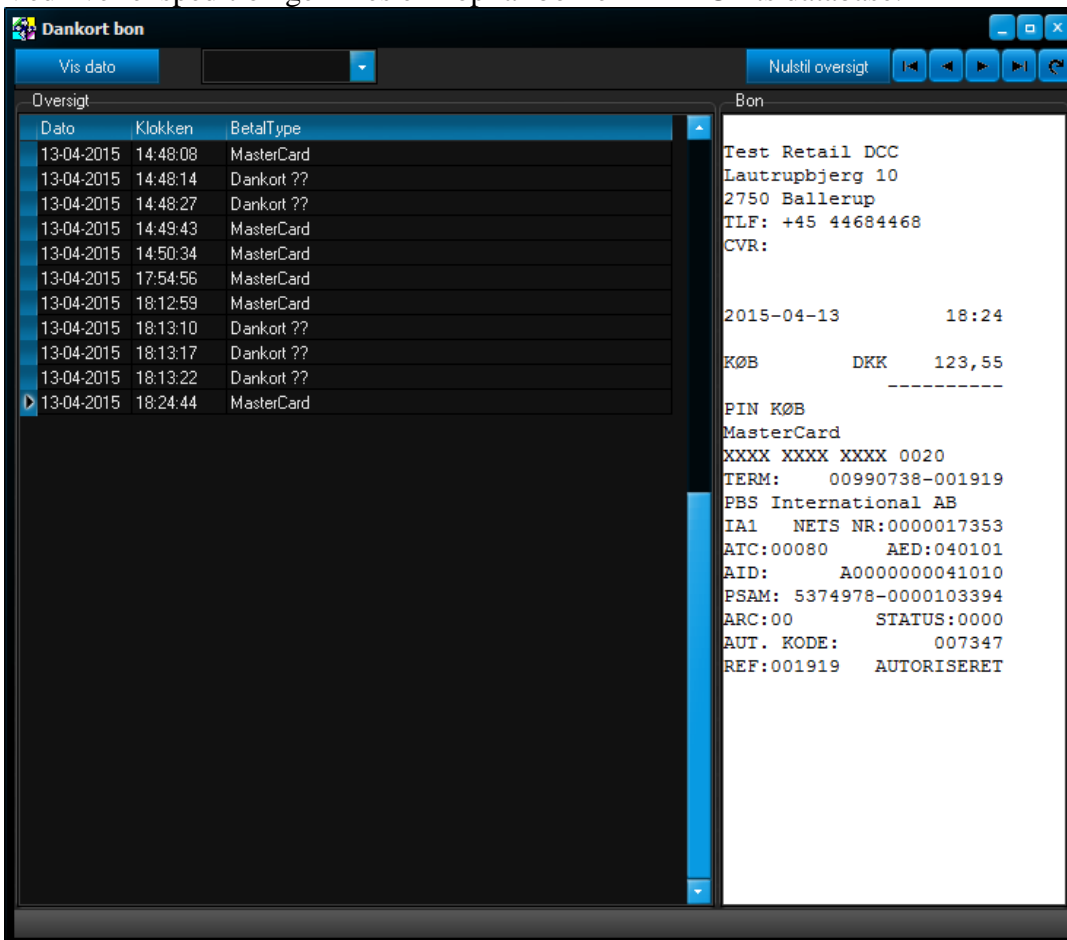 Dankort bon
Vis dato Nulstil oversigt
Oversigt
Dato Klokken BetalType
13-04-2015 14:48:08 MasterCard
13-04-2015 14:48:14 Dankort ??
13-04-2015 14:48:27 Dankort ??
13-04-2015 14:49:43 MasterCard
13-04-2015 14:50:34 MasterCard
13-04-2015 17:54:56 MasterCard
13-04-2015 18:12:59 MasterCard
13-04-2015 18:13:10 Dankort ??
13-04-2015 18:13:17 Dankort ??
13-04-2015 18:13:22 Dankort ??
13-04-2015 18:24:44 MasterCard
Bon
Test Retail DCC
Lautrupbjerg 10
2750 Ballerup
TLF: +45 44684468
CVR:
2015-04-13 18:24
KØB DKK 123,55
----------
PIN KØB
MasterCard
XXXX XXXX XXXX 0020
TERM: 00990738-001919
PBS International AB
IA1 NETS NR:0000017353
ATC:00080 AED:040101
AID: A0000000041010
PSAM: 5374978-0000103394
ARC:00 STATUS:0000
AUT. KODE: 007347
REF:001919 AUTORISERET